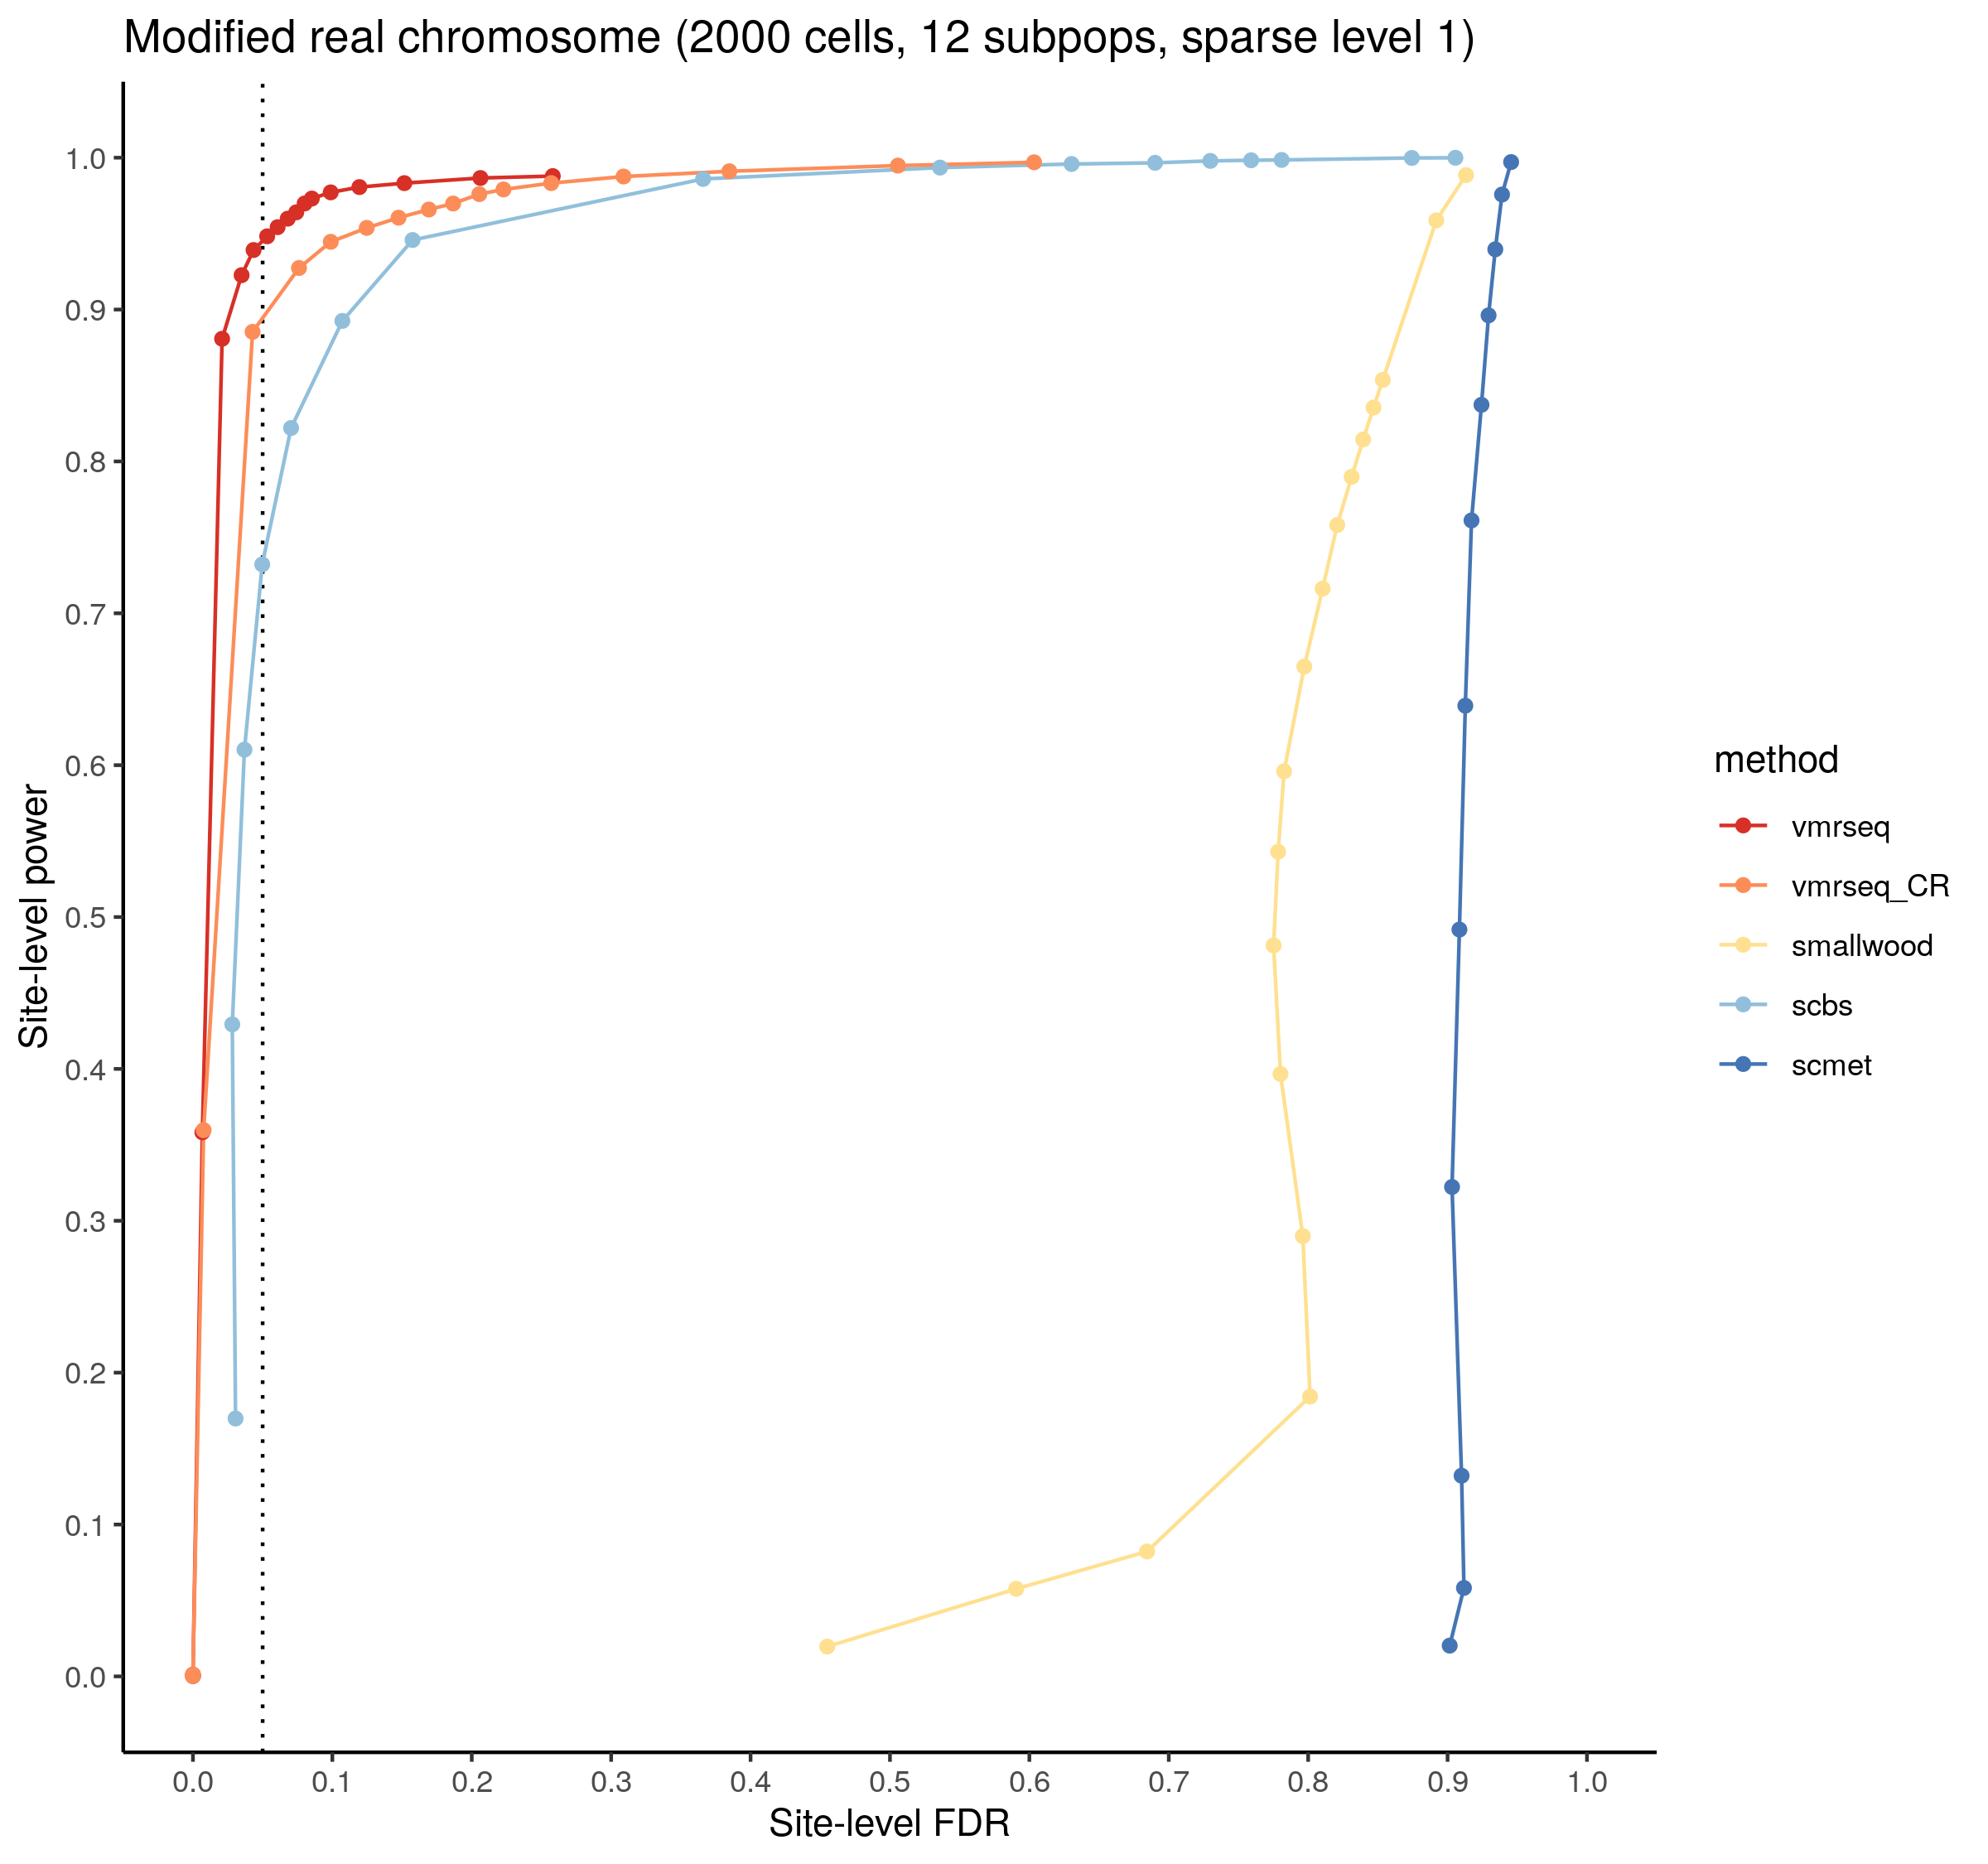 Modified real chromosome (2000 cells, 12 subpops, sparse level 1)
Site-level power
1.0
0.9
0.8
0.7
0.6
0.5
0.4
0.3
0.2
0.1
0.0
0.0 0.1 0.2 0.3 0.4 0.5 0.6 0.7 0.8 0.9 1.0
Site-level FDR
method
vmrseq
vmrseq_CR
smallwood
scbs
scmet